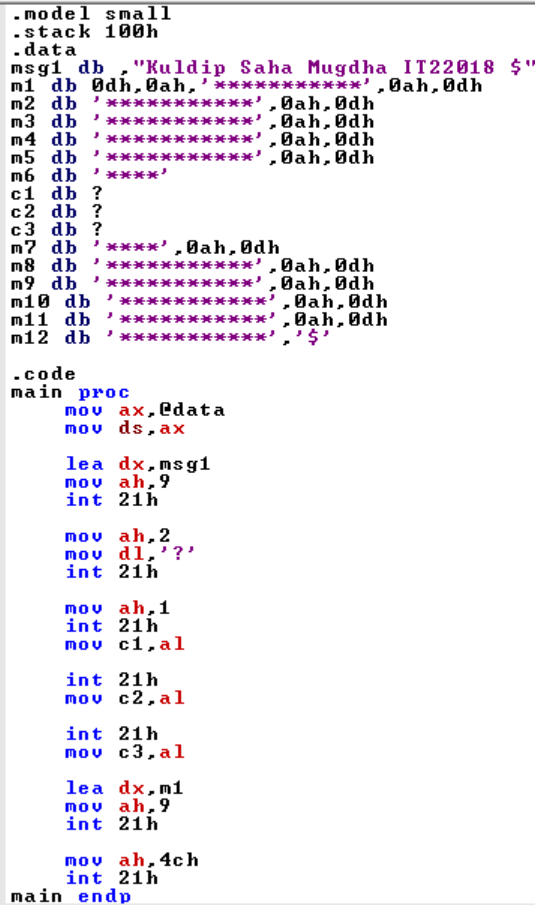 .model small
.stack 100h
.data
msg1 db ,"Kuldip Saha Mugdha IT22018 $"
m1 db 0dh,0ah,'***********',0ah,0dh
m2 db '***********',0ah,0dh
m3 db '***********',0ah,0dh
m4 db '***********',0ah,0dh
m5 db '***********',0ah,0dh
m6 db '****'
c1 db ?
c2 db ?
c3 db ?
m7 db '****',0ah,0dh
m8 db '***********',0ah,0dh
m9 db '***********',0ah,0dh
m10 db '***********',0ah,0dh
m11 db '***********',0ah,0dh
m12 db '***********','$'
.code
main proc
mov ax,@data
mov ds,ax
lea dx,msg1
mov ah,9
int 21h
mov ah,2
mov dl,'?'
int 21h
mov ah,1
int 21h
mov c1,al
int 21h
mov c2,al
int 21h
mov c3,al
lea dx,m1
mov ah,9
int 21h
mov ah,4ch
int 21h
main endp